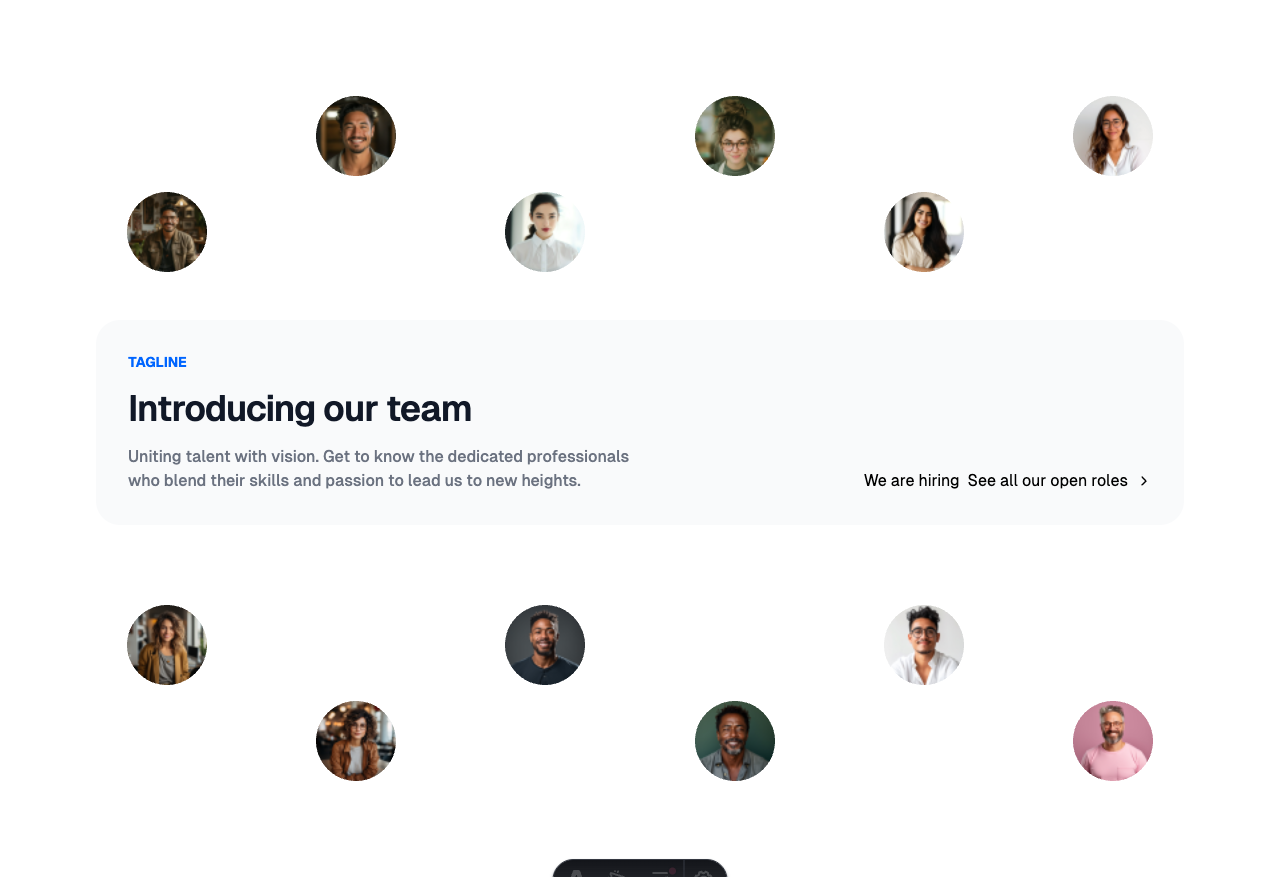 TAGLINE
Introducing our team
Uniting talent with vision. Get to know the dedicated professionals
who blend their skills and passion to lead us to new heights.
We are hiring See all our open roles